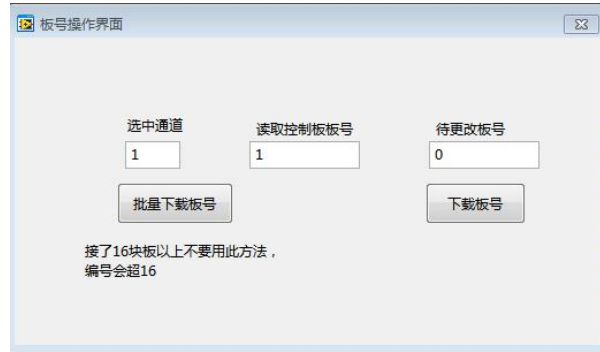 板号操作界面
选中通道
读取控制板板号
待更改板号
1
1
0
批量下载板号
下载板号
接了16块板以上不要用此方法，
编号会超16